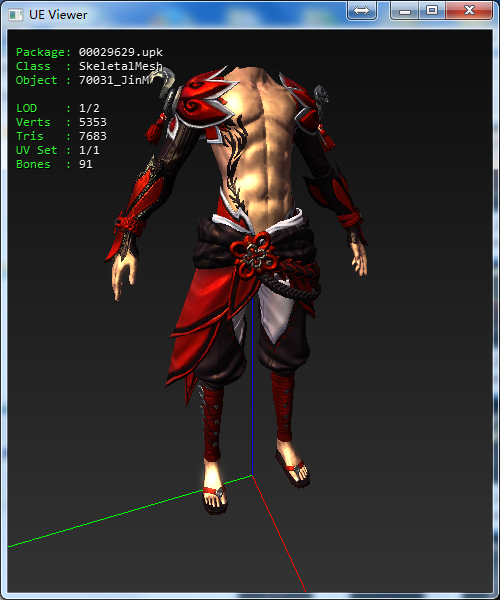 UE Viewer
Package: 00029629.upk
Class : SkeletalMesh
Object : 70031_JinM
LOD : 1/2
Verts : 5353
Tris : 7683
UV Set : 1/1
Bones : 91